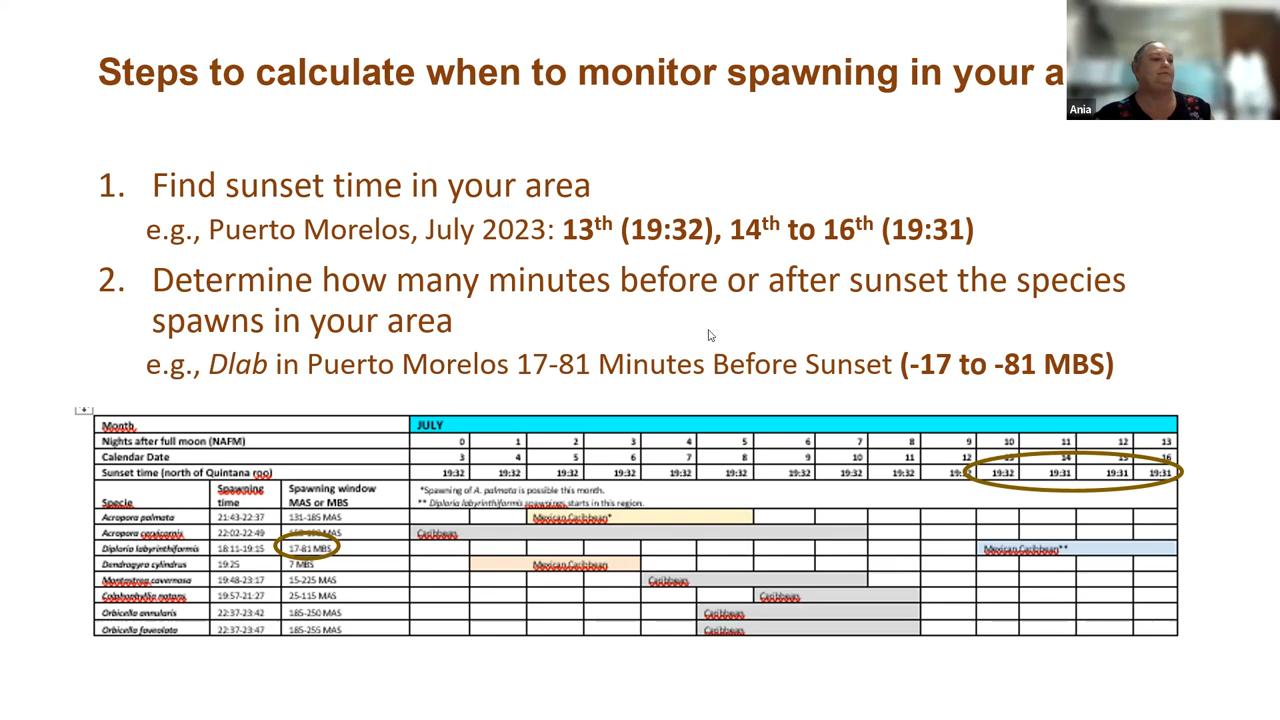 Steps to calculate when to monitor spawning in your a
Ania
1. Find sunset time in your area
e.g., Puerto Morelos, July 2023: 13th (19:32), 14th to 16th (19:31)
2. Determine how many minutes before or after sunset the species
spawns in your area
e.g., Dlab in Puerto Morelos 17-81 Minutes Before Sunset (-17 to -81 MBS)
Month JULY
Nights after full moon (NAFM) 0 1 2 3 4 5 6 7 8 9 10 11 12 13
Calendar Date 3 4 5 6 7 8 9 10 11 12 14 16
Sunset time (north of Quintana roo) 19:32 19:32 19:32 19:32 19:32 19:32 19:32 19:32 19:32 19:32 19:31 19:31 19:31
Specie Spawning time Spawning window MAS or MBS
*Spawning of A. palmata is possible this month.
** Diploria labyrinthiformis spawnings starts in this region.
Acropora palmata 21:43-22:37 131-185 MAS Mexican Caribbean*
Acropora cervicornis 22:02-22:49 MAS Caribbean
Diploria labyrinthiformis 18:11-19:15 17-81 MBS Mexican Caribbean**
Dendrogyra cylindrus 19:25 7 MBS Mexican Caribbean
Montastrea cavernosa 19:48-23:17 15-225 MAS Caribbean
Colpophyllia natans 19:57-21:27 25-115 MAS Caribbean
Orbicella annularis 22:37-23:42 185-250 MAS Caribbean
Orbicella faveolata 22:37-23:47 185-255 MAS Caribbean